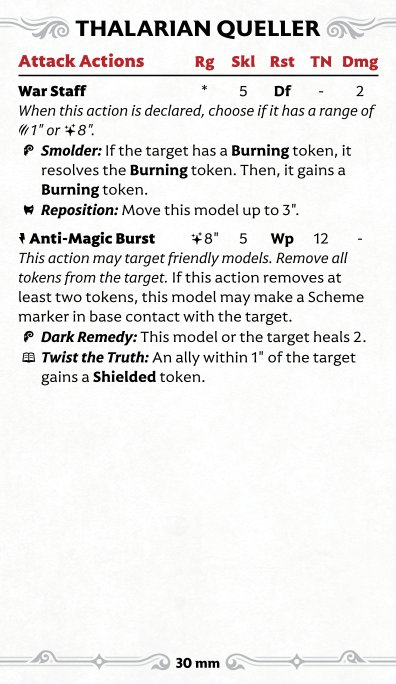 THALARIAN QUELLER
Attack Actions Rg Skl Rst TN Dmg
War Staff * 5 Df - 2
When this action is declared, choose if it has a range of
1" or 8".
Smolder: If the target has a Burning token, it
resolves the Burning token. Then, it gains a
Burning token.
Reposition: Move this model up to 3".
Anti-Magic Burst 8" 5 Wp 12 -
This action may target friendly models. Remove all
tokens from the target. If this action removes at
least two tokens, this model may make a Scheme
marker in base contact with the target.
Dark Remedy: This model or the target heals 2.
Twist the Truth: An ally within 1" of the target
gains a Shielded token.
30 mm